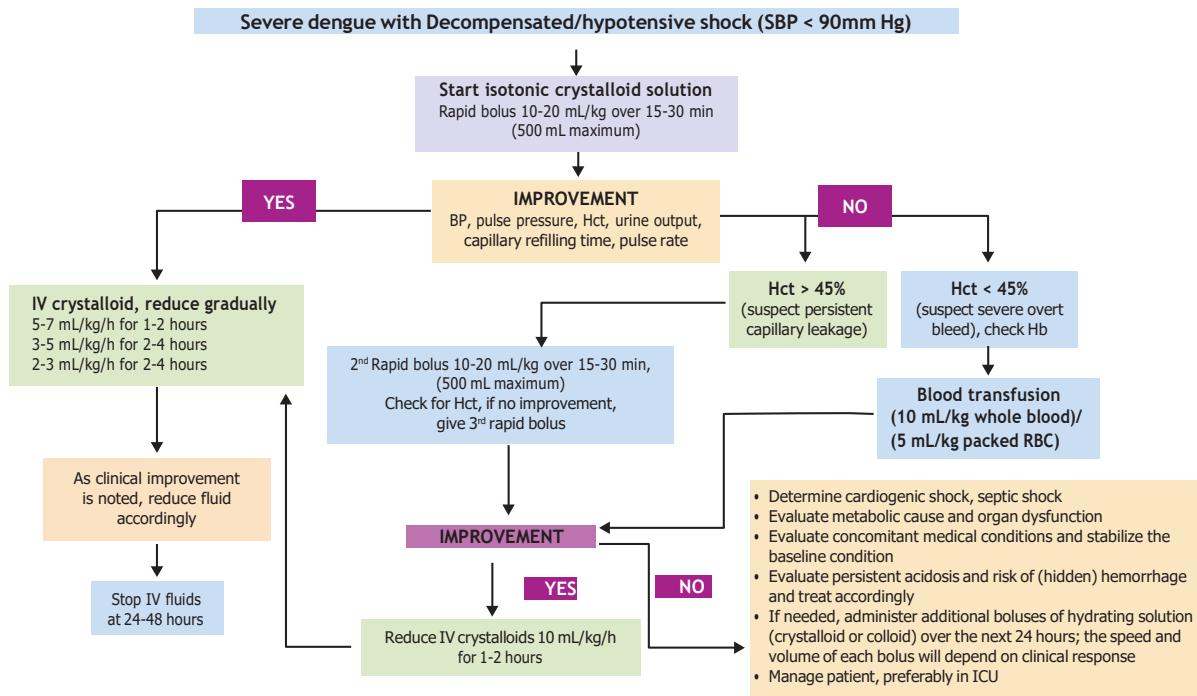 Severe dengue with Decompensated/hypotensive shock (SBP < 90mm Hg)
Start isotonic crystalloid solution
Rapid bolus 10-20 mL/kg over 15-30 min
(500 mL maximum)
YES
IMPROVEMENT
BP, pulse pressure, Hct, urine output,
capillary refilling time, pulse rate
NO
IV crystalloid, reduce gradually
5-7 mL/kg/h for 1-2 hours
3-5 mL/kg/h for 2-4 hours
2-3 mL/kg/h for 2-4 hours
Hct > 45%
(suspect persistent
capillary leakage)
Hct < 45%
(suspect severe overt
bleed), check Hb
2nd Rapid bolus 10-20 mL/kg over 15-30 min,
(500 mL maximum)
Check for Hct, if no improvement,
give 3rd rapid bolus
Blood transfusion
(10 mL/kg whole blood)/
(5 mL/kg packed RBC)
As clinical improvement
is noted, reduce fluid
accordingly
Stop IV fluids
at 24-48 hours
IMPROVEMENT
YES
NO
Reduce IV crystalloids 10 mL/kg/h
for 1-2 hours
• Determine cardiogenic shock, septic shock
• Evaluate metabolic cause and organ dysfunction
• Evaluate concomitant medical conditions and stabilize the
baseline condition
• Evaluate persistent acidosis and risk of (hidden) hemorrhage
and treat accordingly
• If needed, administer additional boluses of hydrating solution
(crystalloid or colloid) over the next 24 hours; the speed and
volume of each bolus will depend on clinical response
• Manage patient, preferably in ICU